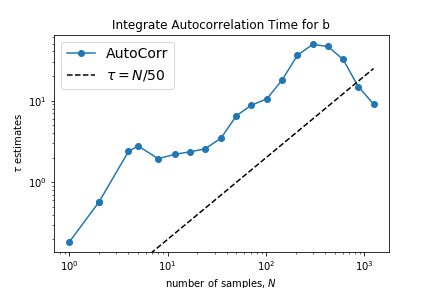 Integrate Autocorrelation Time for b
AutoCorr
τ = N/50
τ estimates
10¹
10⁰
10⁰ 10¹ 10² 10³
number of samples, N